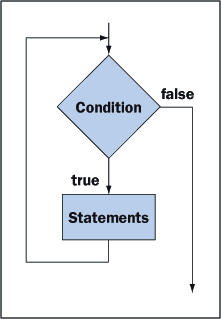 Condition
false
true
Statements